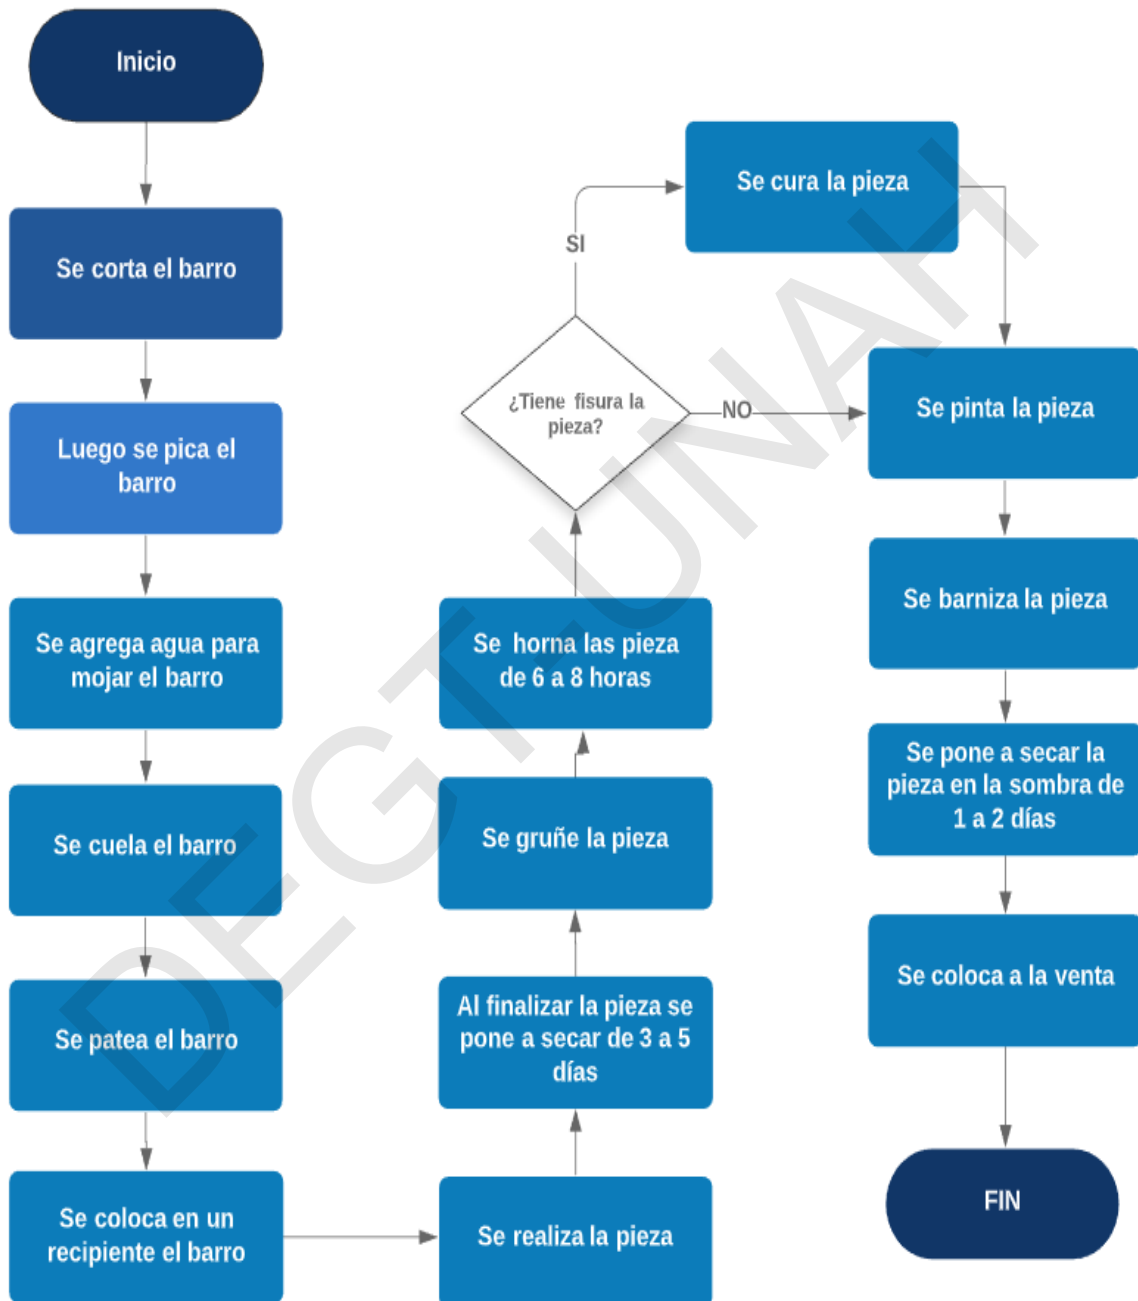 Inicio
Se corta el barro
Luego se pica el
barro
Se agrega agua para
mojar el barro
Se cuela el barro
Se patea el barro
Se coloca en un
recipiente el barro
Se realiza la pieza
Al finalizar la pieza se
pone a secar de 3 a 5
días
Se gruñe la pieza
Se horna las pieza
de 6 a 8 horas
¿Tiene fisura la
pieza?
SI
Se cura la pieza
NO
Se pinta la pieza
Se barniza la pieza
Se pone a secar la
pieza en la sombra de
1 a 2 días
Se coloca a la venta
FIN
DEGT-UNAH